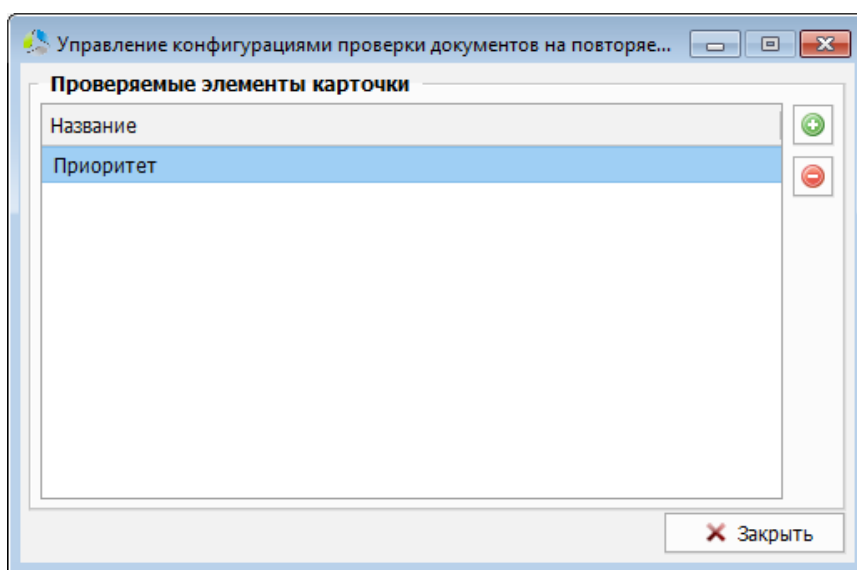 Управление конфигурациями проверки документов на повторяе...
Проверяемые элементы карточки
Название
Приоритет
Закрыть